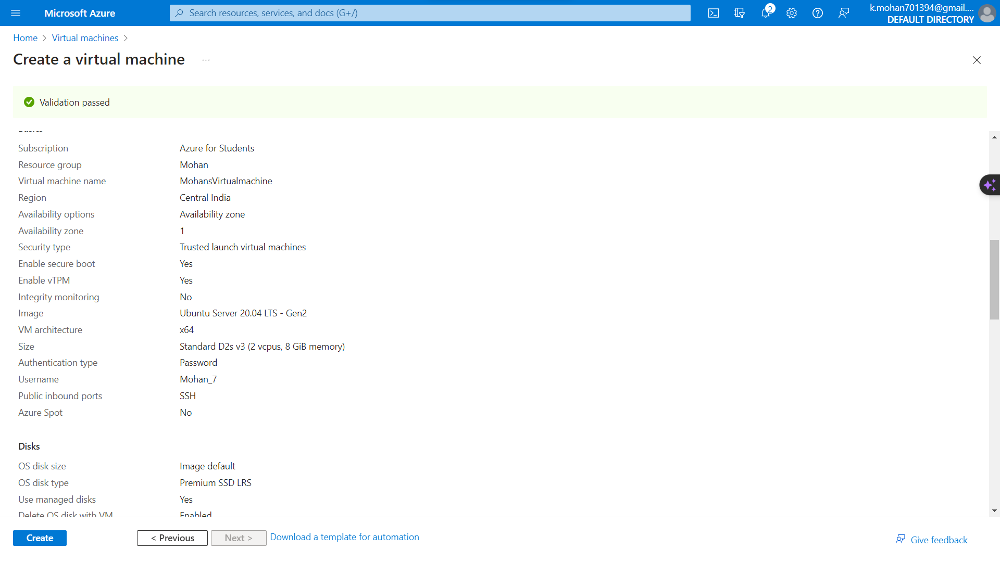 Microsoft Azure
Search resources, services, and docs (G+/)
2
k.mohan701394@gmail....
DEFAULT DIRECTORY
Home > Virtual machines >
Create a virtual machine ...
Validation passed
Basics
Subscription Azure for Students
Resource group Mohan
Virtual machine name MohansVirtualmachine
Region Central India
Availability options Availability zone
Availability zone 1
Security type Trusted launch virtual machines
Enable secure boot Yes
Enable vTPM Yes
Integrity monitoring No
Image Ubuntu Server 20.04 LTS - Gen2
VM architecture x64
Size Standard D2s v3 (2 vcpus, 8 GiB memory)
Authentication type Password
Username Mohan_7
Public inbound ports SSH
Azure Spot No
Disks
OS disk size Image default
OS disk type Premium SSD LRS
Use managed disks Yes
Delete OS disk with VM Enabled
Create < Previous Next > Download a template for automation
Give feedback